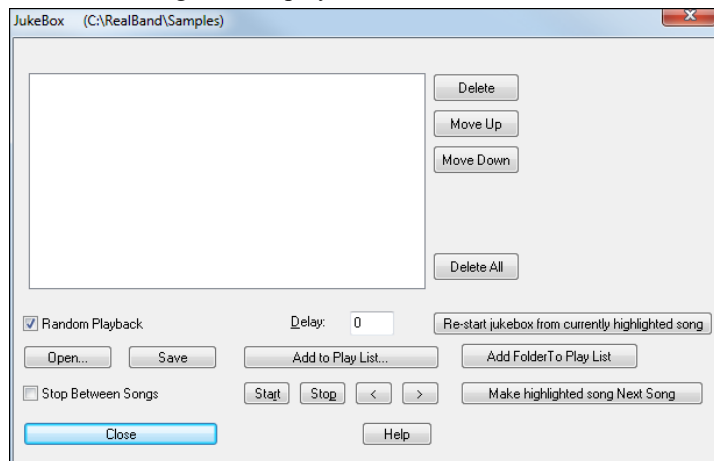 JukeBox (C:\RealBand\Samples)
Delete
Move Up
Move Down
Delete All
Random Playback Delay: 0 Re-start jukebox from currently highlighted song
Open... Save Add to Play List... Add FolderTo Play List
Stop Between Songs Start Stop < > Make highlighted song Next Song
Close Help